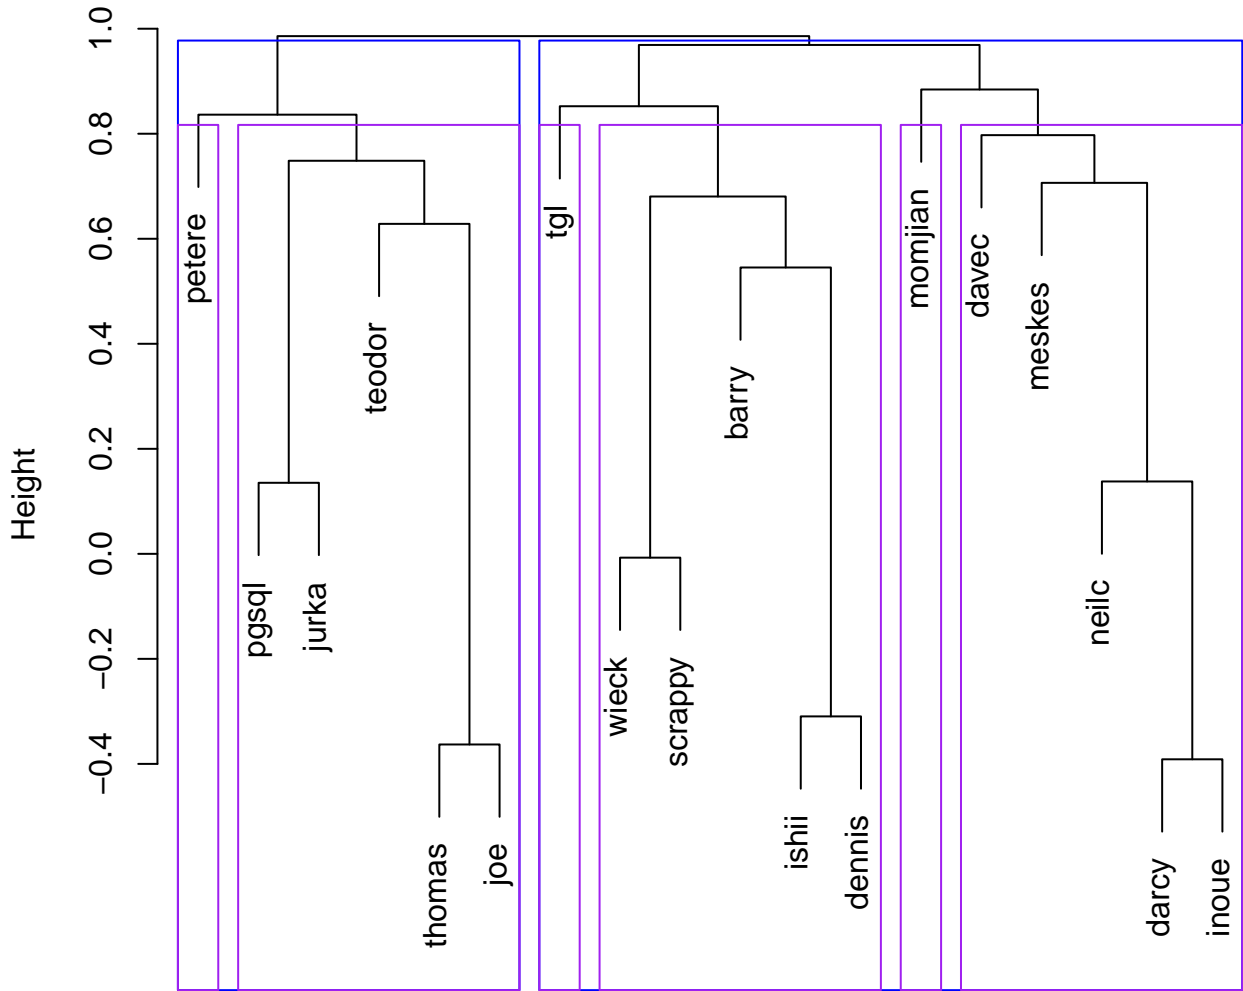 Height
1.0
0.8
0.6
0.4
0.2
0.0
−0.2
−0.4
petere
pgsql
jurka
teodor
thomas
joe
tgl
wieck
scrappy
barry
ishii
dennis
momjian
davec
meskes
neilc
darcy
inoue